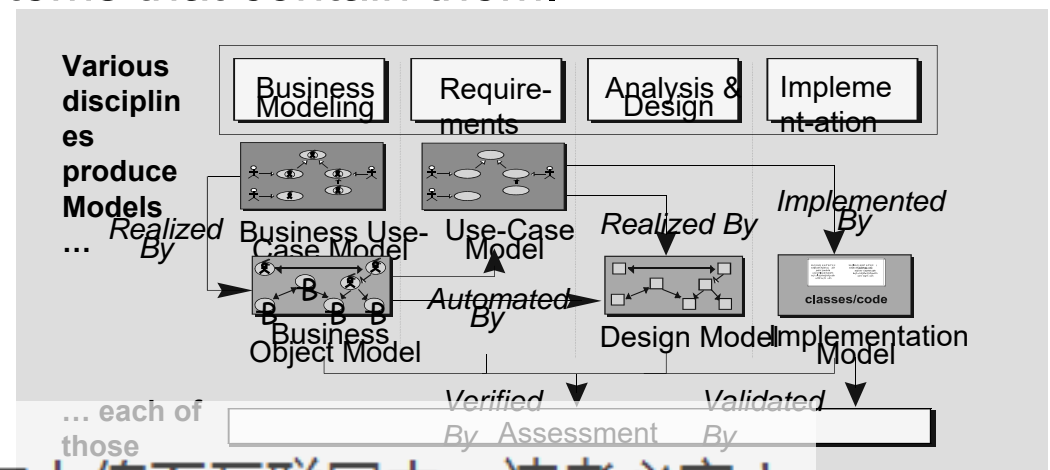 Various
disciplin
es
produce
Models
…
Business
Modeling
Require-
ments
Analysis &
Design
Impleme
nt-ation
Realized
By
Business Use-
Case Model
Use-Case
Model
Realized By
Implemented
By
B
B
B
B
Automated
By
classes/code
Business
Object Model
Design Model
Implementation
Model
… each of
those
Verified
By
Assessment
Validated
By